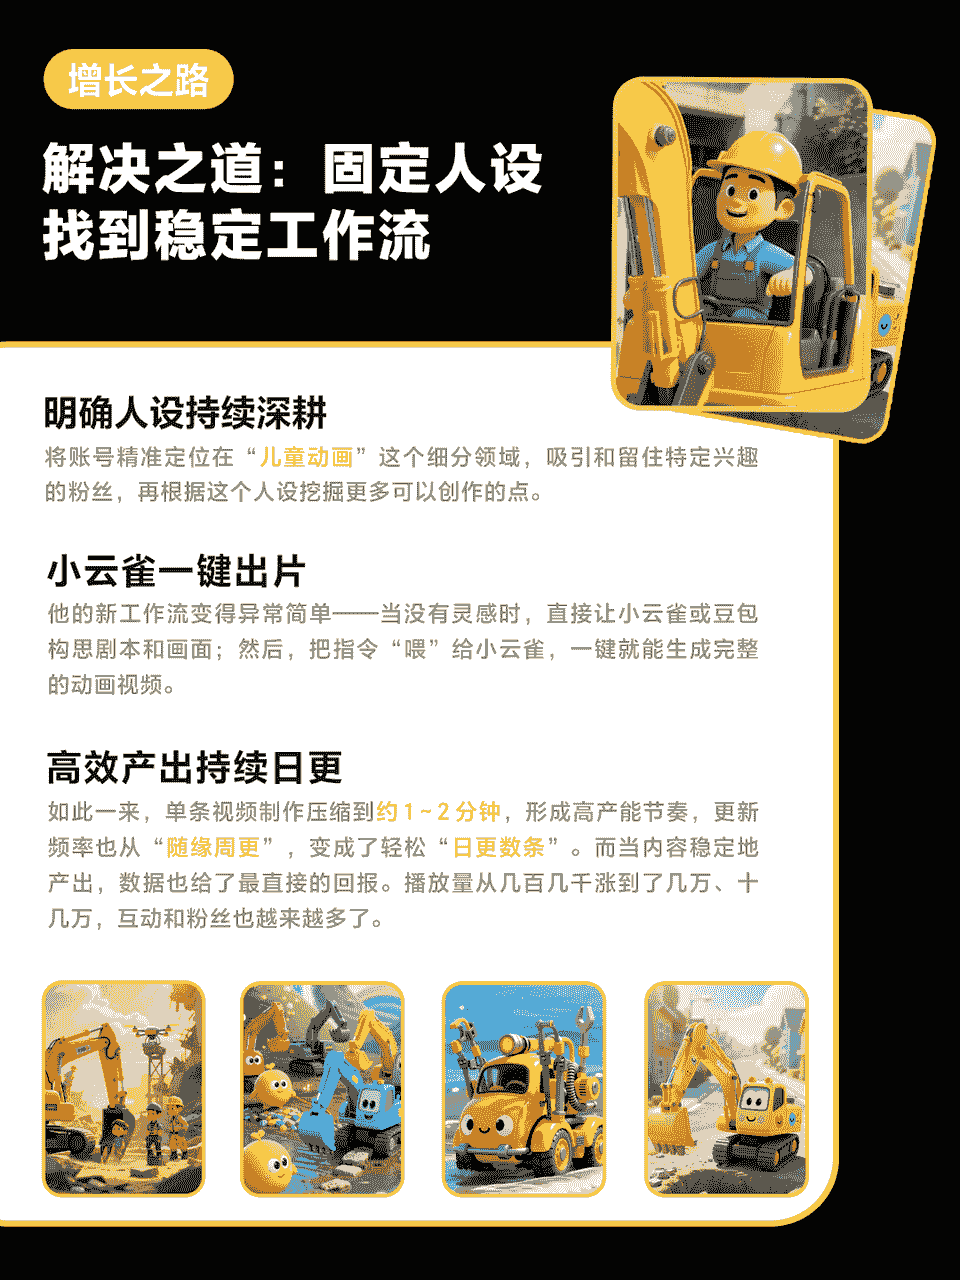 增长之路
解决之道：固定人设
找到稳定工作流
明确人设持续深耕
将账号精准定位在“儿童动画”这个细分领域，吸引和留住特定兴趣
的粉丝，再根据这个人设挖掘更多可以创作的点。
小云雀一键出片
他的新工作流变得异常简单——当没有灵感时，直接让小云雀或豆包
构思剧本和画面；然后，把指令“喂”给小云雀，一键就能生成完整
的动画视频。
高效产出持续日更
如此一来，单条视频制作压缩到约1~2分钟，形成高产能节奏，更新
频率也从“随缘周更”，变成了轻松“日更数条”。而当内容稳定地
产出，数据也给了最直接的回报。播放量从几百几千涨到了几万、十
几万，互动和粉丝也越来越多了。